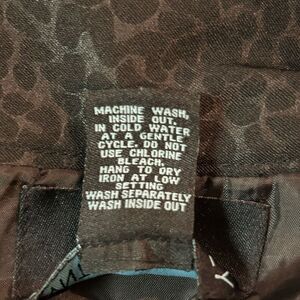 MACHINE WASH,
INSIDE OUT.
IN COLD WATER
AT A GENTLE
CYCLE. DO NOT
USE CHLORINE
BLEACH.
HANG TO DRY
IRON AT LOW
SETTING
WASH SEPARATELY
WASH INSIDE OUT